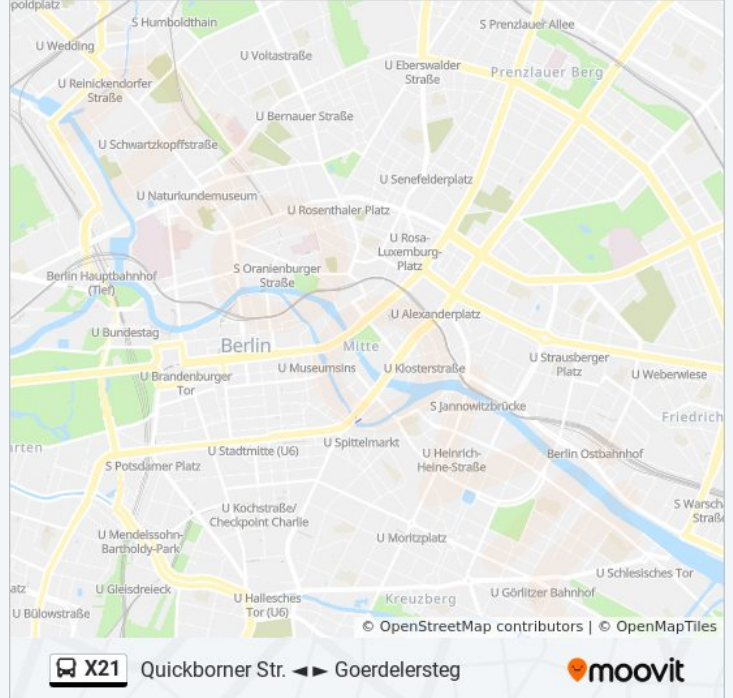 poldplatz
S Humboldthain
S Prenzlauer Allee
U Wedding
U Voltastraße
U Eberswalder
Straße
Prenzlauer Berg
U Reinickendorfer
Straße
U Bernauer Straße
U Schwartzkopffstraße
U Senefelderplatz
U Naturkundemuseum
U Rosenthaler Platz
U Rosa-
Luxemburg-
Platz
Berlin Hauptbahnhof
(Tief)
S Oranienburger
Straße
U Alexanderplatz
U Bundestag
Berlin
Mitte
U Museumsins
U Klosterstraße
U Strausberger
Platz
U Weberwiese
U Brandenburger
Tor
S Jannowitzbrücke
Friedrich
rten
U Stadtmitte (U6)
U Spittelmarkt
U Heinrich-
Heine-Straße
Berlin Ostbahnhof
S Potsdamer Platz
U Kochstraße/
Checkpoint Charlie
S Warsch
Straße
U Mendelssohn-
Bartholdy-Park
U Moritzplatz
U Schlesisches Tor
atz
U Gleisdreieck
U Hallesches
Tor (U6)
Kreuzberg
U Görlitzer Bahnhof
U Bülowstraße
© OpenStreetMap contributors | © OpenMapTiles
X21 Quickborner Str. ◄► Goerdelersteg
moovit